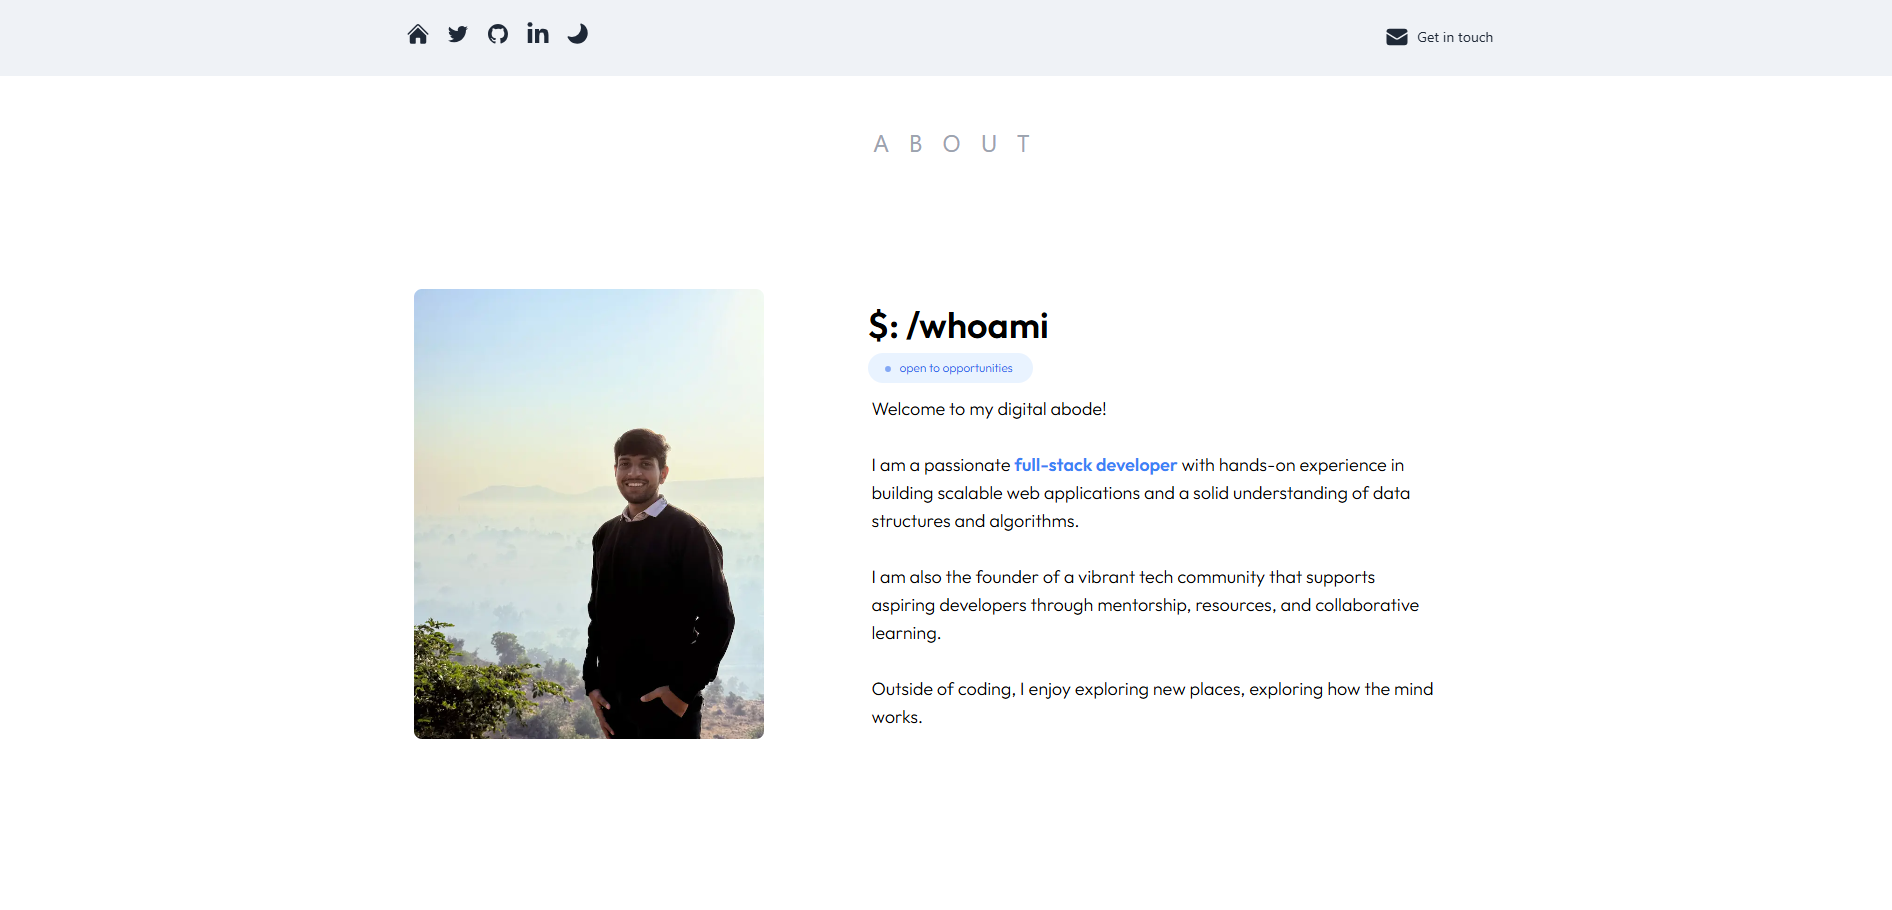 Get in touch
ABOUT
$: /whoami
open to opportunities
Welcome to my digital abode!
I am a passionate full-stack developer with hands-on experience in
building scalable web applications and a solid understanding of data
structures and algorithms.
I am also the founder of a vibrant tech community that supports
aspiring developers through mentorship, resources, and collaborative
learning.
Outside of coding, I enjoy exploring new places, exploring how the mind
works.